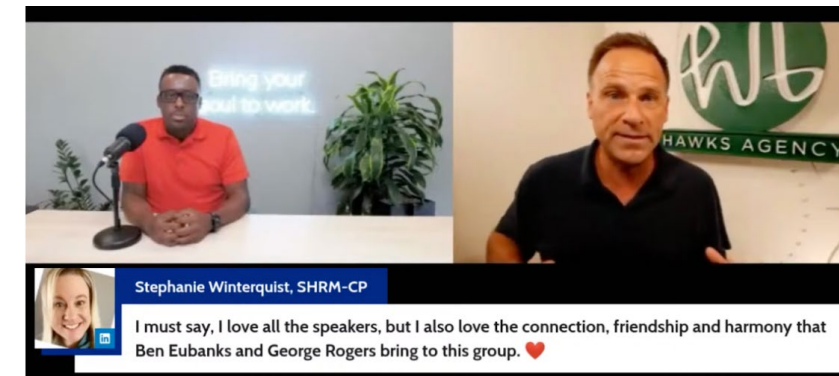 Bring your
soul to work.
HAWKS AGENCY
Stephanie Winterquist, SHRM-CP
in
I must say, I love all the speakers, but I also love the connection, friendship and harmony that
Ben Eubanks and George Rogers bring to this group. ❤️